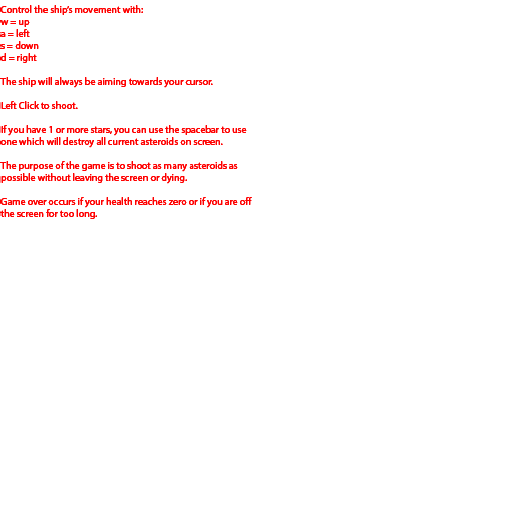 Control the ship's movement with:
w = up
a = left
s = down
d = right
The ship will always be aiming towards your cursor.
Left Click to shoot.
If you have 1 or more stars, you can use the spacebar to use
one which will destroy all current asteroids on screen.
The purpose of the game is to shoot as many asteroids as
possible without leaving the screen or dying.
Game over occurs if your health reaches zero or if you are off
the screen for too long.